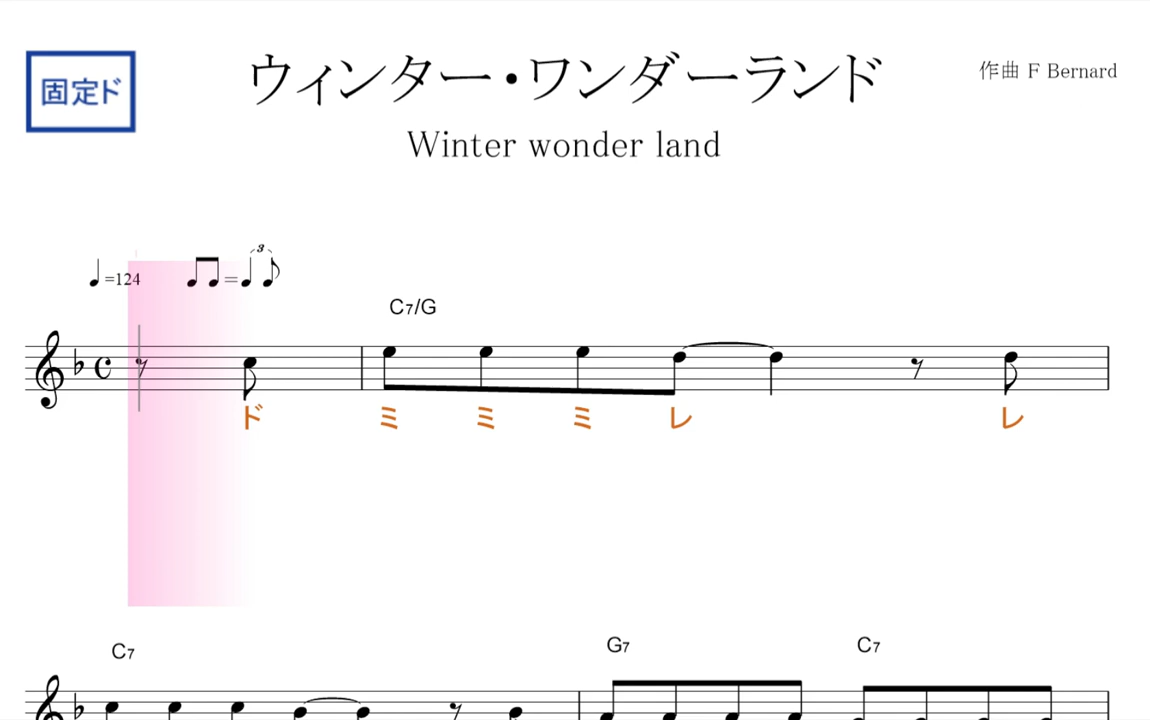 固定ド
ウィンター・ワンダーランド
作曲 F Bernard
Winter wonder land
=124
=
3
C7/G
ド ミ ミ ミ レ レ
C7 G7 C7